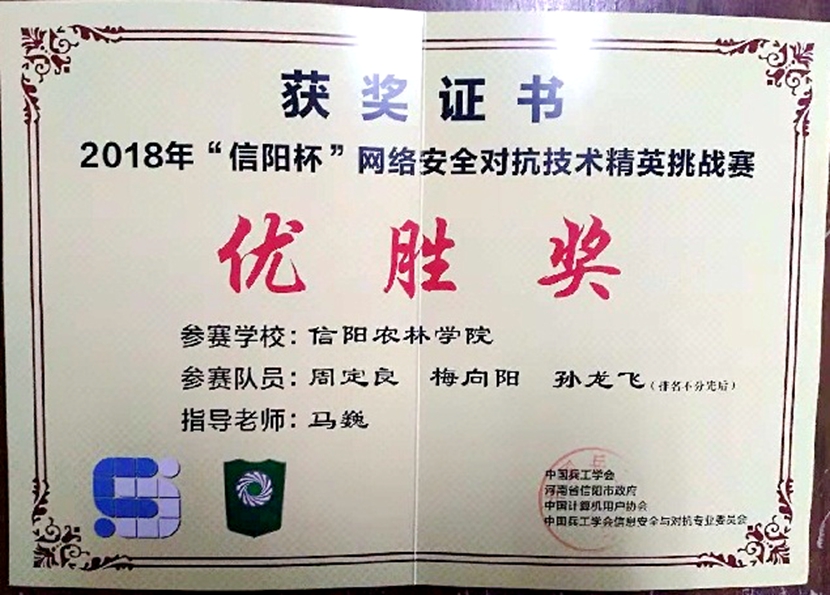 获奖证书
2018年“信阳杯”网络安全对抗技术精英挑战赛
优胜奖
参赛学校：信阳农林学院
参赛队员：周定良 梅向阳 孙龙飞（排名不分先后）
指导老师：马巍
中国兵工学会
河南省信阳市政府
中国计算机用户协会
中国兵工学会信息安全与对抗专业委员会